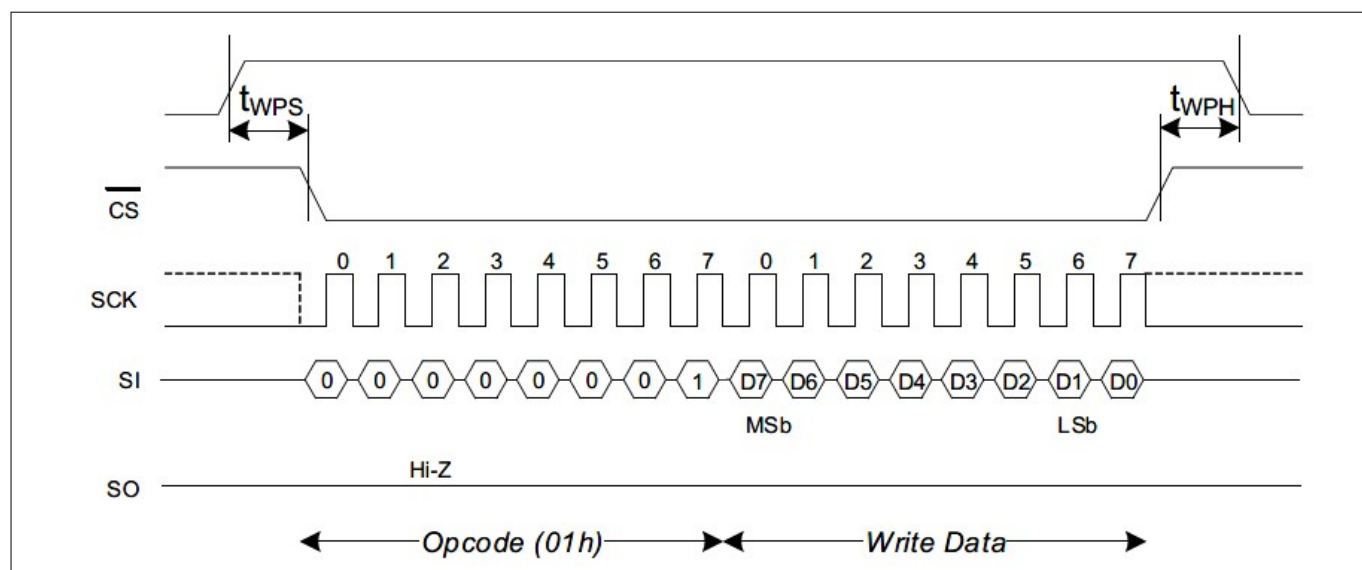 tWPS
tWPH
CS
0 1 2 3 4 5 6 7 0 1 2 3 4 5 6 7
SCK
SI 0 0 0 0 0 0 0 1 D7 D6 D5 D4 D3 D2 D1 D0
MSb LSb
Hi-Z
SO
Opcode (01h) Write Data